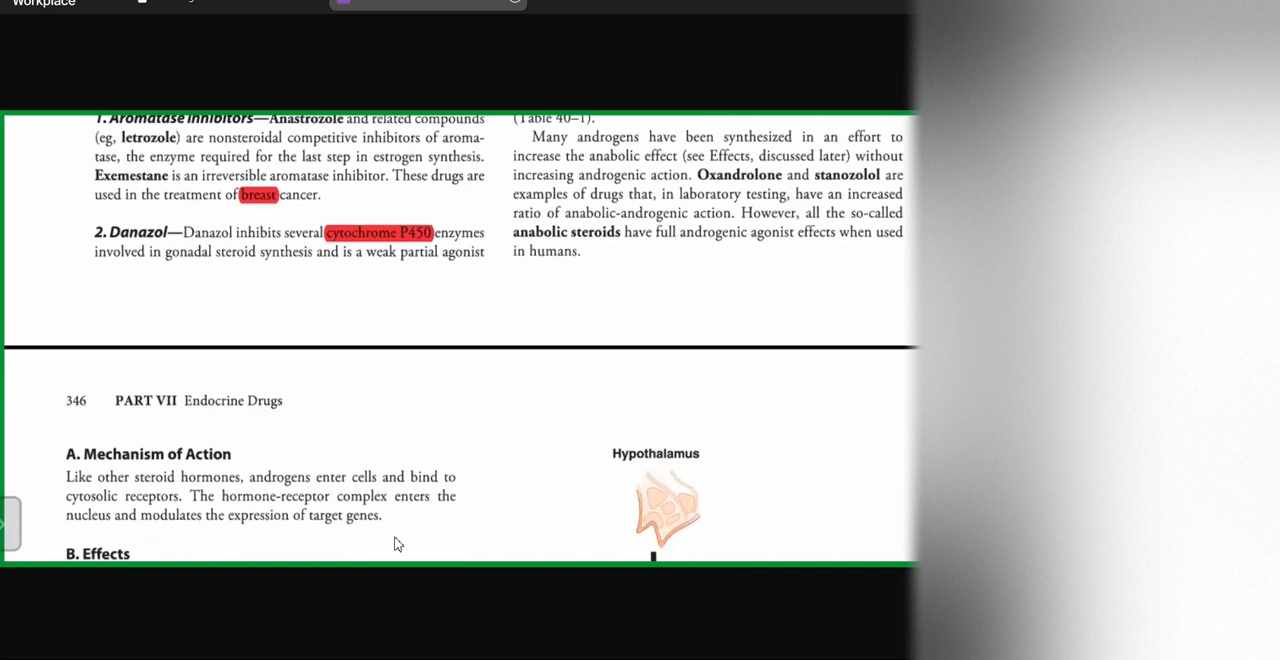 Workplace
1. Aromatase inhibitors—Anastrozole and related compounds
(eg, letrozole) are nonsteroidal competitive inhibitors of aroma-
tase, the enzyme required for the last step in estrogen synthesis.
Exemestane is an irreversible aromatase inhibitor. These drugs are
used in the treatment of breast cancer.
2. Danazol—Danazol inhibits several cytochrome P450 enzymes
involved in gonadal steroid synthesis and is a weak partial agonist
(Table 40–1).
Many androgens have been synthesized in an effort to
increase the anabolic effect (see Effects, discussed later) without
increasing androgenic action. Oxandrolone and stanozolol are
examples of drugs that, in laboratory testing, have an increased
ratio of anabolic-androgenic action. However, all the so-called
anabolic steroids have full androgenic agonist effects when used
in humans.
346 PART VII Endocrine Drugs
A. Mechanism of Action
Like other steroid hormones, androgens enter cells and bind to
cytosolic receptors. The hormone-receptor complex enters the
nucleus and modulates the expression of target genes.
B. Effects
Hypothalamus